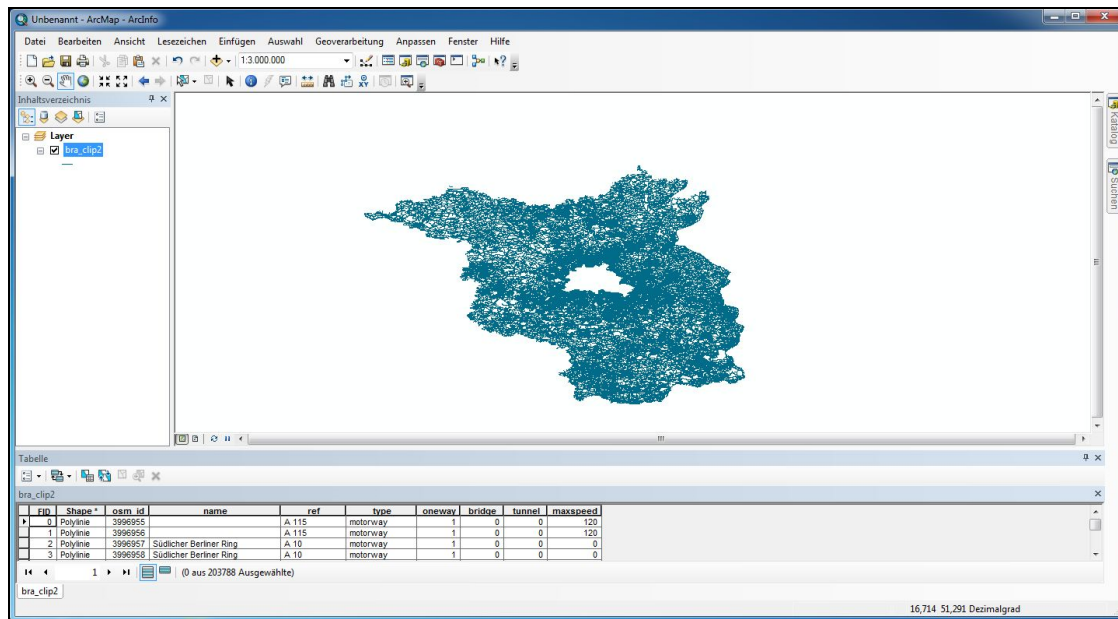 Unbenannt - ArcMap - ArcInfo
Datei Bearbeiten Ansicht Lesezeichen Einfügen Auswahl Geoverarbeitung Anpassen Fenster Hilfe
1:3.000.000
Inhaltsverzeichnis
Layer
bra_clip2
Katalog
Suchen
Tabelle
bra_clip2
FID Shape * osm_id name ref type oneway bridge tunnel maxspeed
0 Polylinie 3996955 A 115 motorway 1 0 0 120
1 Polylinie 3996956 A 115 motorway 1 0 0 120
2 Polylinie 3996957 Südlicher Berliner Ring A 10 motorway 1 0 0 0
3 Polylinie 3996958 Südlicher Berliner Ring A 10 motorway 1 0 0 0
1 (0 aus 203788 Ausgewählte)
bra_clip2
16,714 51,291 Dezimalgrad